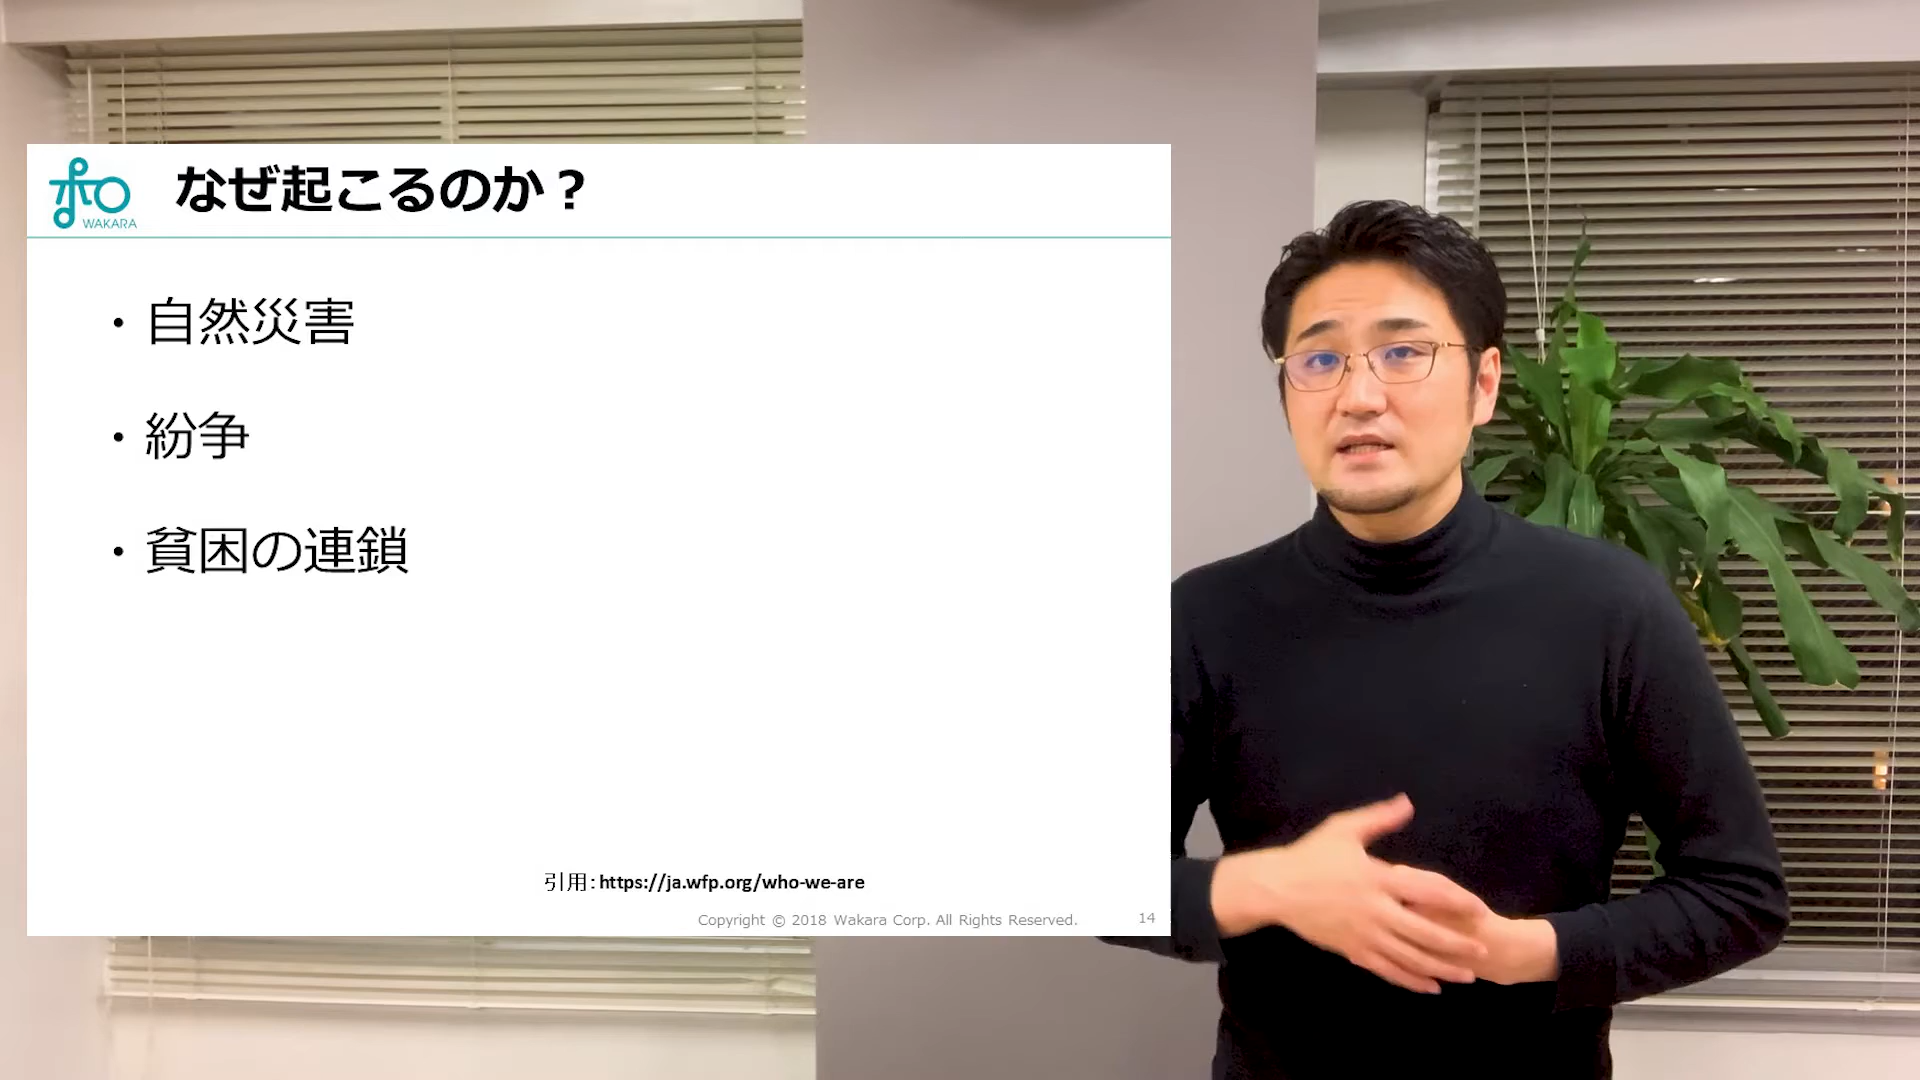 WAKARA
なぜ起こるのか？
・自然災害
・紛争
・貧困の連鎖
引用：https://ja.wfp.org/who-we-are
Copyright © 2018 Wakara Corp. All Rights Reserved.
14